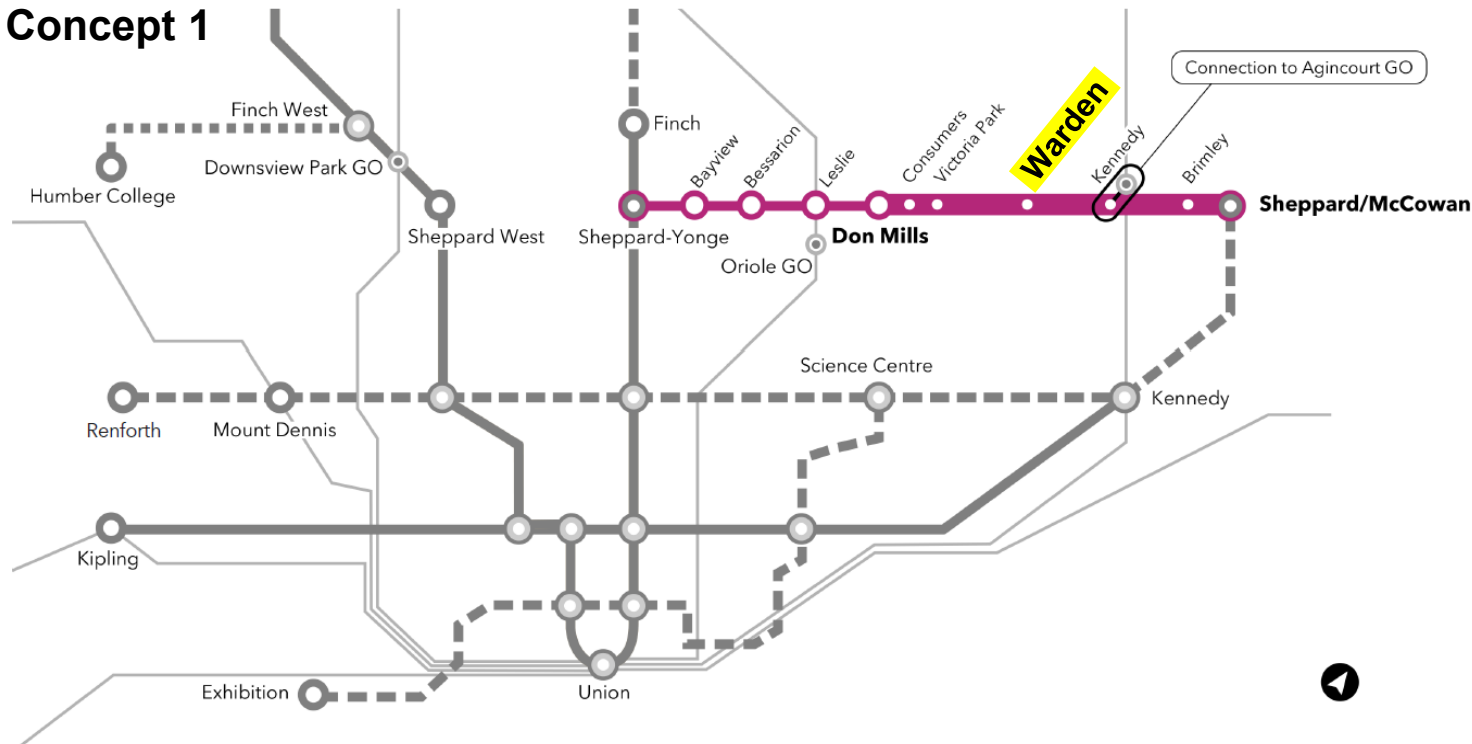 Concept 1
Connection to Agincourt GO
Finch West
Finch
Downsview Park GO
Humber College
Bayview
Bessarion
Leslie
Consumers
Victoria Park
Warden
Kennedy
Brimley
Sheppard/McCowan
Sheppard West
Sheppard-Yonge
Don Mills
Oriole GO
Science Centre
Renforth
Mount Dennis
Kennedy
Kipling
Exhibition
Union